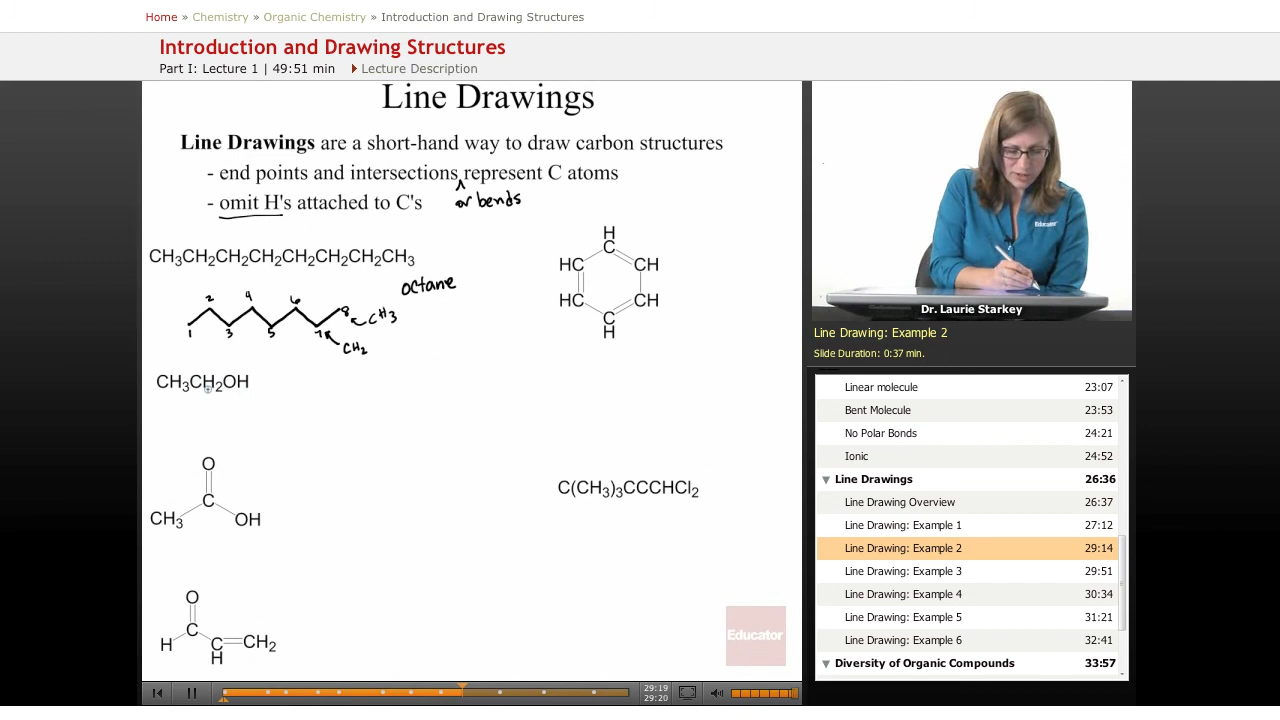 Home » Chemistry » Organic Chemistry » Introduction and Drawing Structures
Introduction and Drawing Structures
Part I: Lecture 1 | 49:51 min Lecture Description
Line Drawings
Line Drawings are a short-hand way to draw carbon structures
- end points and intersections represent C atoms
^
- omit H's attached to C's
or bends
CH3CH2CH2CH2CH2CH2CH2CH3
octane
2 4 6 8
1 3 5 7
CH3
CH2
H
C
HC CH
HC CH
C
H
CH3CH2OH
O
C
CH3 OH
C(CH3)3CCCHCl2
O
C
H C CH2
H
Educator
Educator
Dr. Laurie Starkey
Line Drawing: Example 2
Slide Duration: 0:37 min.
Linear molecule 23:07
Bent Molecule 23:53
No Polar Bonds 24:21
Ionic 24:52
Line Drawings 26:36
Line Drawing Overview 26:37
Line Drawing: Example 1 27:12
Line Drawing: Example 2 29:14
Line Drawing: Example 3 29:51
Line Drawing: Example 4 30:34
Line Drawing: Example 5 31:21
Line Drawing: Example 6 32:41
Diversity of Organic Compounds 33:57
29:19
29:20